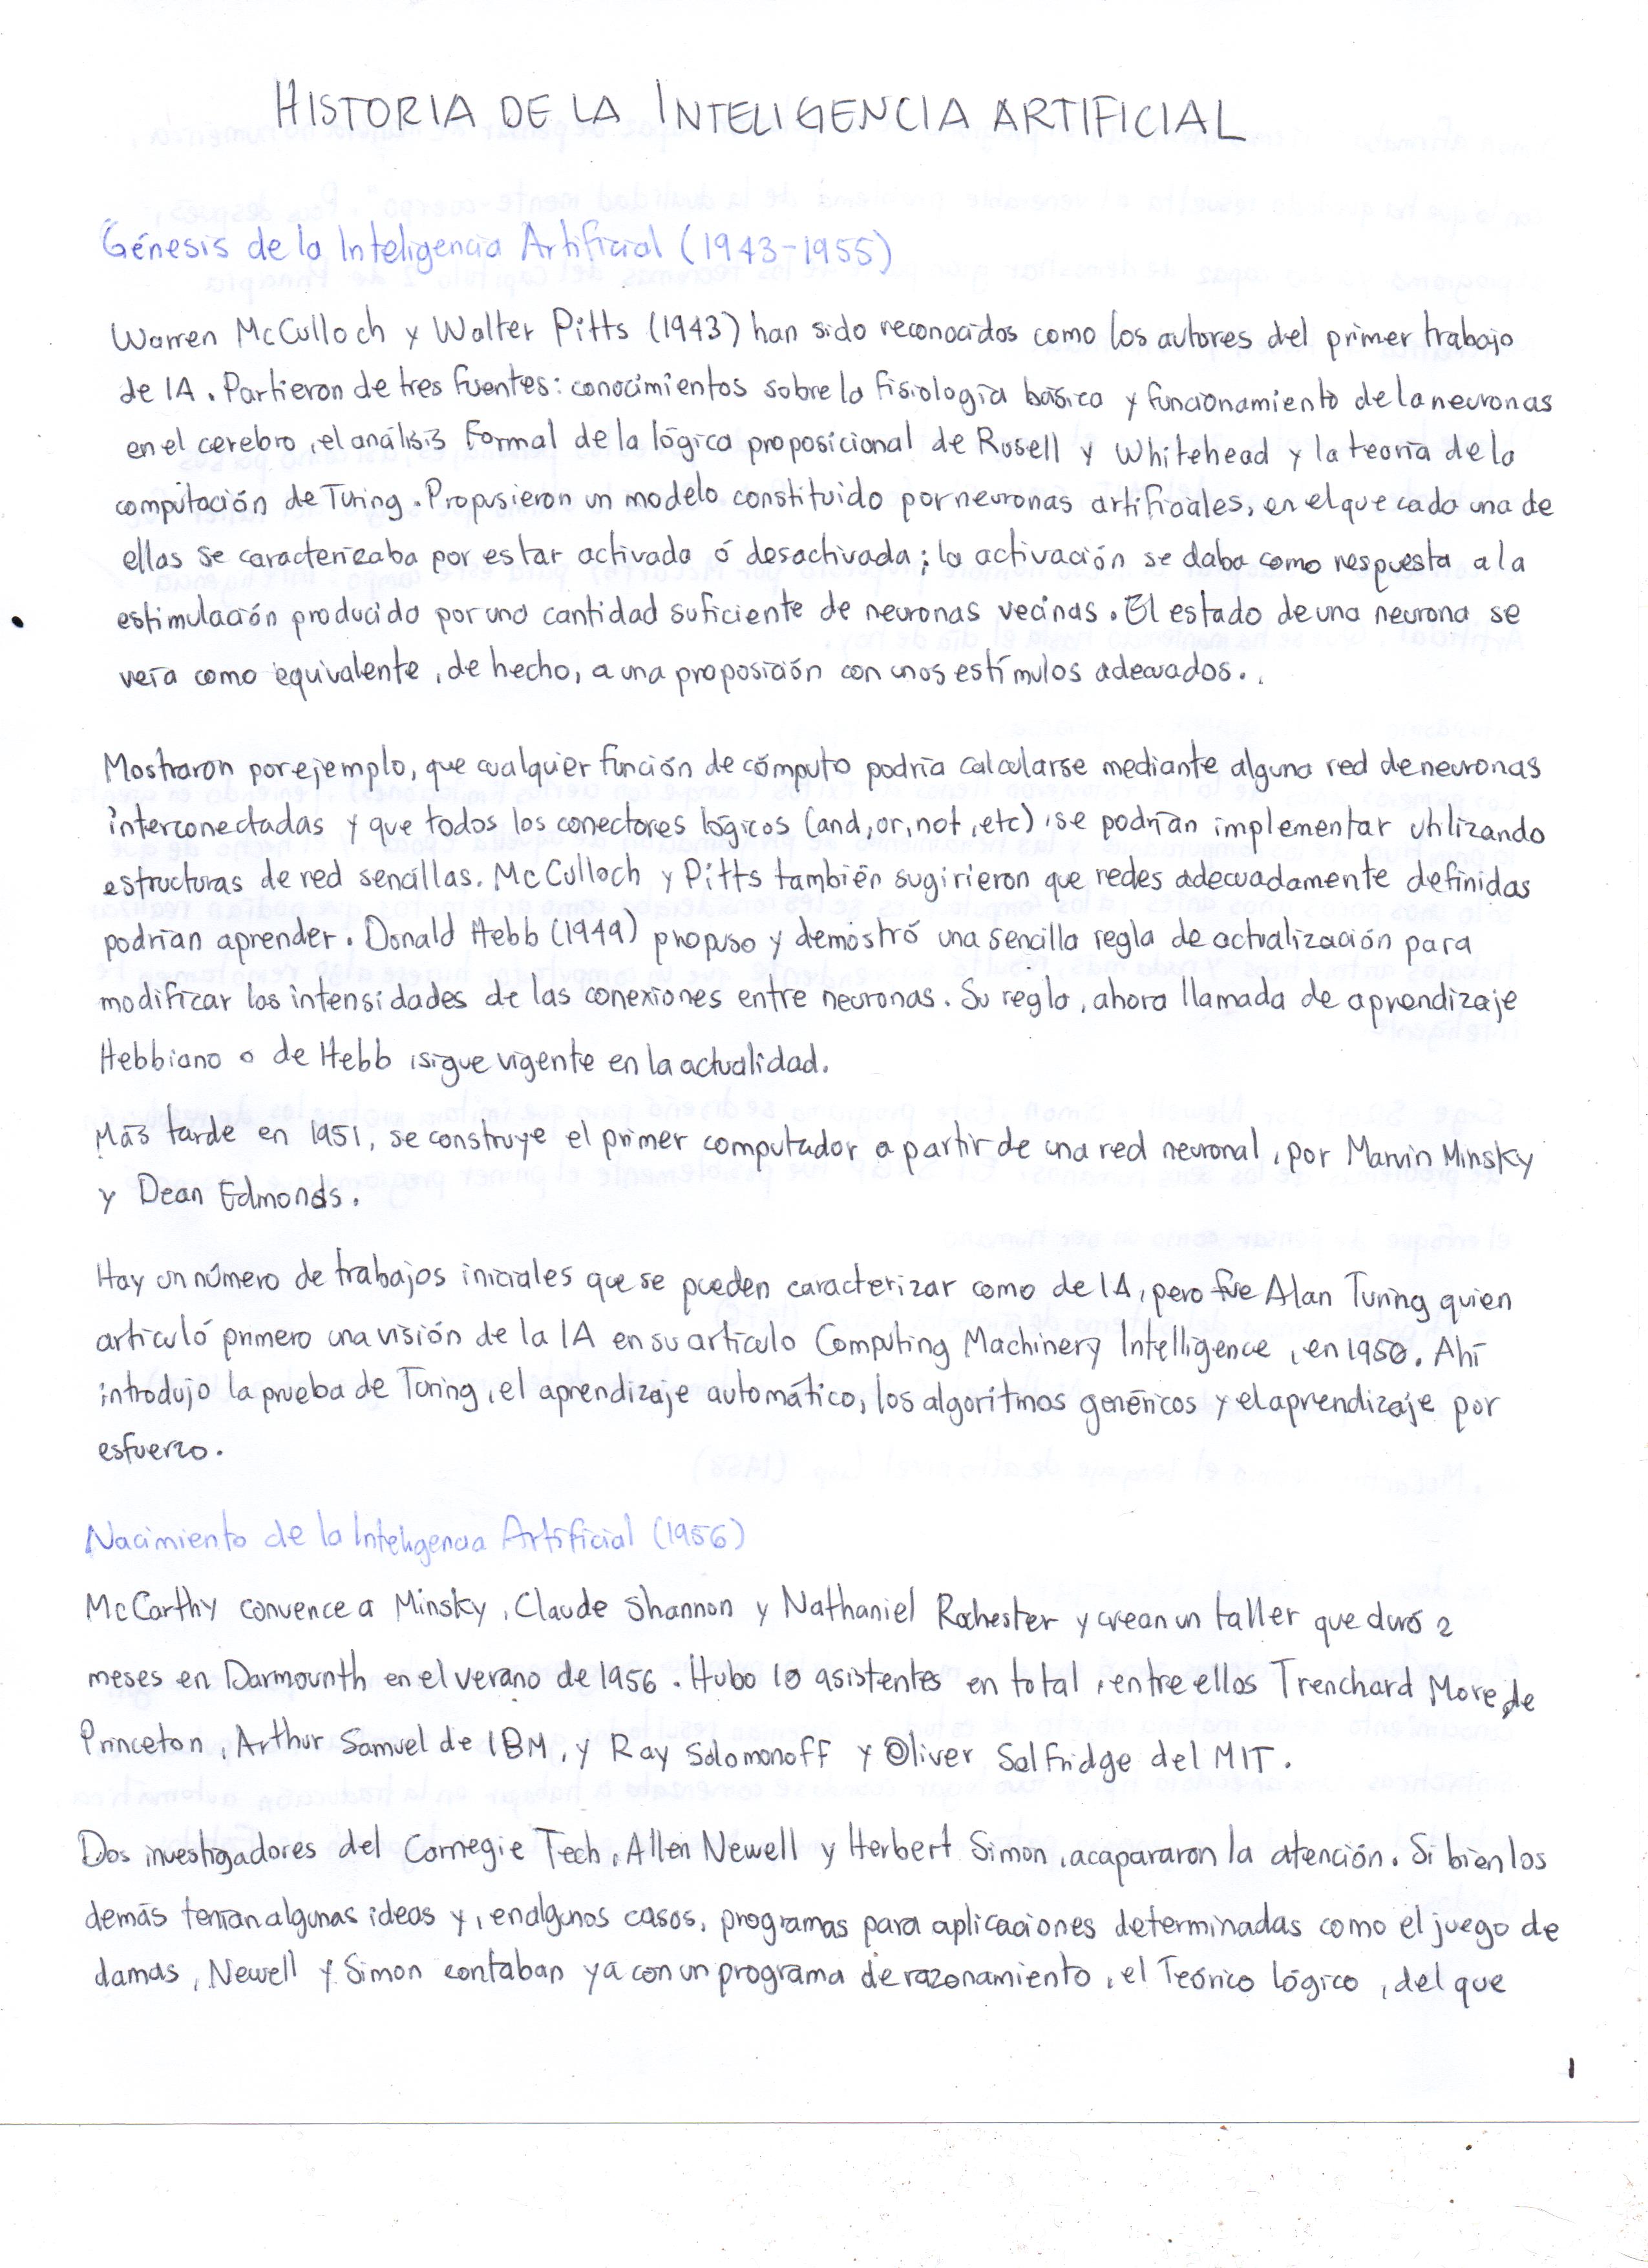 HISTORIA DE LA INTELIGENCIA ARTIFICIAL
Génesis de la Inteligencia Artificial (1943-1955)
Warren McCulloch y Walter Pitts (1943) han sido reconocidos como los autores del primer trabajo
de IA. Partieron de tres fuentes: conocimientos sobre la fisiología básica y funcionamiento de la neuronas
en el cerebro, el análisis formal de la lógica proposicional de Rusell y Whitehead y la teoría de la
computación de Turing. Propusieron un modelo constituido por neuronas artificiales, en el que cada una de
ellas se caracterizaba por estar activada ó desactivada; la activación se daba como respuesta a la
estimulación producida por una cantidad suficiente de neuronas vecinas. El estado de una neurona se
veía como equivalente, de hecho, a una proposición con unos estímulos adecuados.
Mostraron por ejemplo, que cualquier función de cómputo podría calcularse mediante alguna red de neuronas
interconectadas y que todos los conectores lógicos (and, or, not, etc), se podrían implementar utilizando
estructuras de red sencillas. McCulloch y Pitts también sugirieron que redes adecuadamente definidas
podrían aprender. Donald Hebb (1949) propuso y demostró una sencilla regla de actualización para
modificar las intensidades de las conexiones entre neuronas. Su regla, ahora llamada de aprendizaje
Hebbiano o de Hebb, sigue vigente en la actualidad.
Más tarde en 1951, se construye el primer computador a partir de una red neuronal, por Marvin Minsky
y Dean Edmonds.
Hay un número de trabajos iniciales que se pueden caracterizar como de IA, pero fue Alan Turing quien
articuló primero una visión de la IA en su artículo Computing Machinery Intelligence, en 1950. Ahí
introdujo la prueba de Turing, el aprendizaje automático, los algoritmos genéricos y el aprendizaje por
esfuerzo.
Nacimiento de la Inteligencia Artificial (1956)
McCarthy convence a Minsky, Claude Shannon y Nathaniel Rochester y crean un taller que duró 2
meses en Darmounth en el verano de 1956. Hubo 10 asistentes en total, entre ellos Trenchard More de
Princeton, Arthur Samuel de IBM, y Ray Solomonoff y Oliver Selfridge del MIT.
Dos investigadores del Carnegie Tech, Allen Newell y Herbert Simon, acapararon la atención. Si bien los
demás tenían algunas ideas y, en algunos casos, programas para aplicaciones determinadas como el juego de
damas, Newell y Simon contaban ya con un programa de razonamiento, el Teórico lógico, del que
1